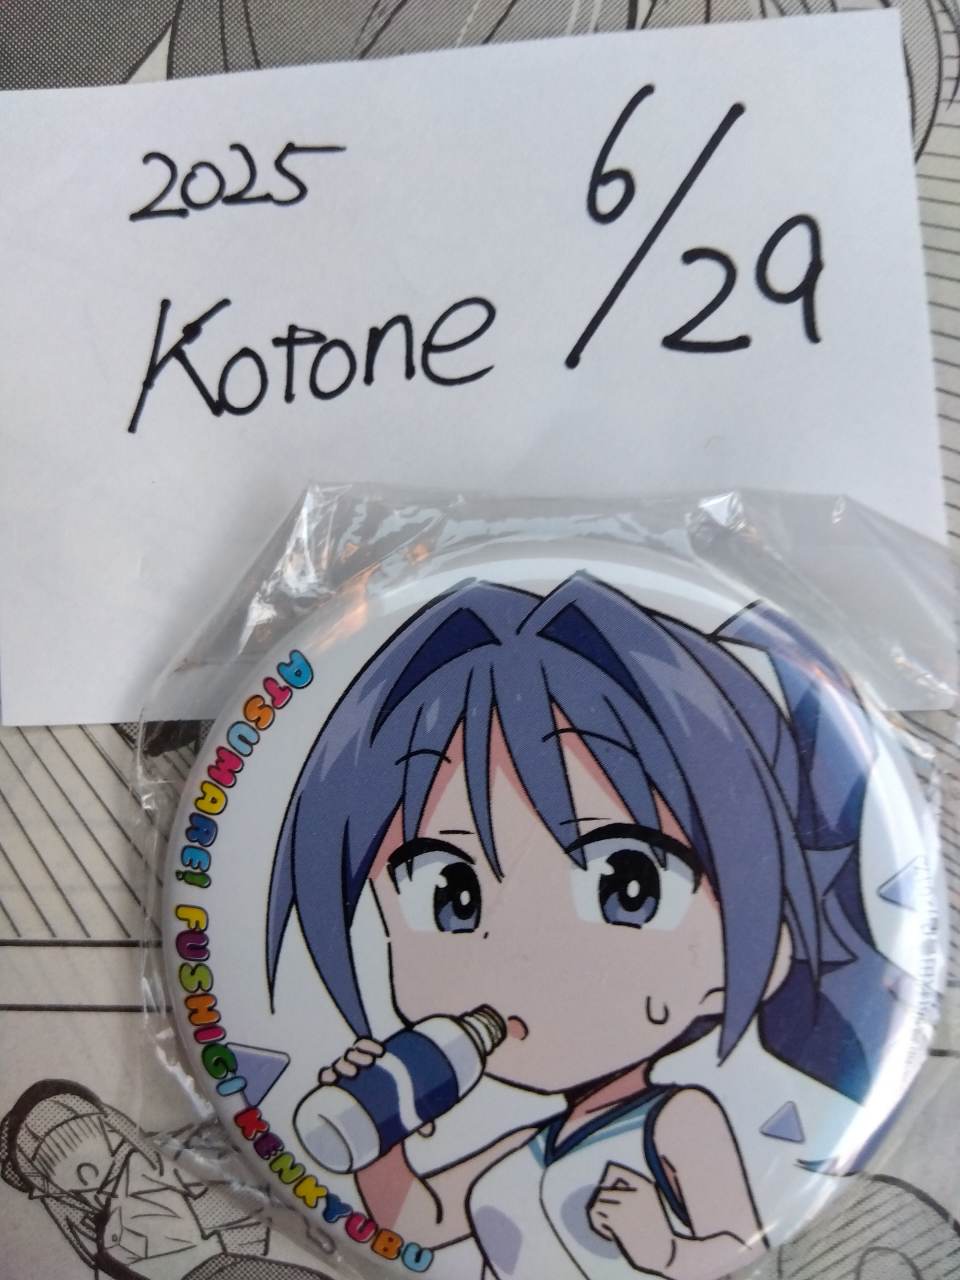 2025 6/29
Kotone
ATSUMARE! FUSHIGI KENKYUBU